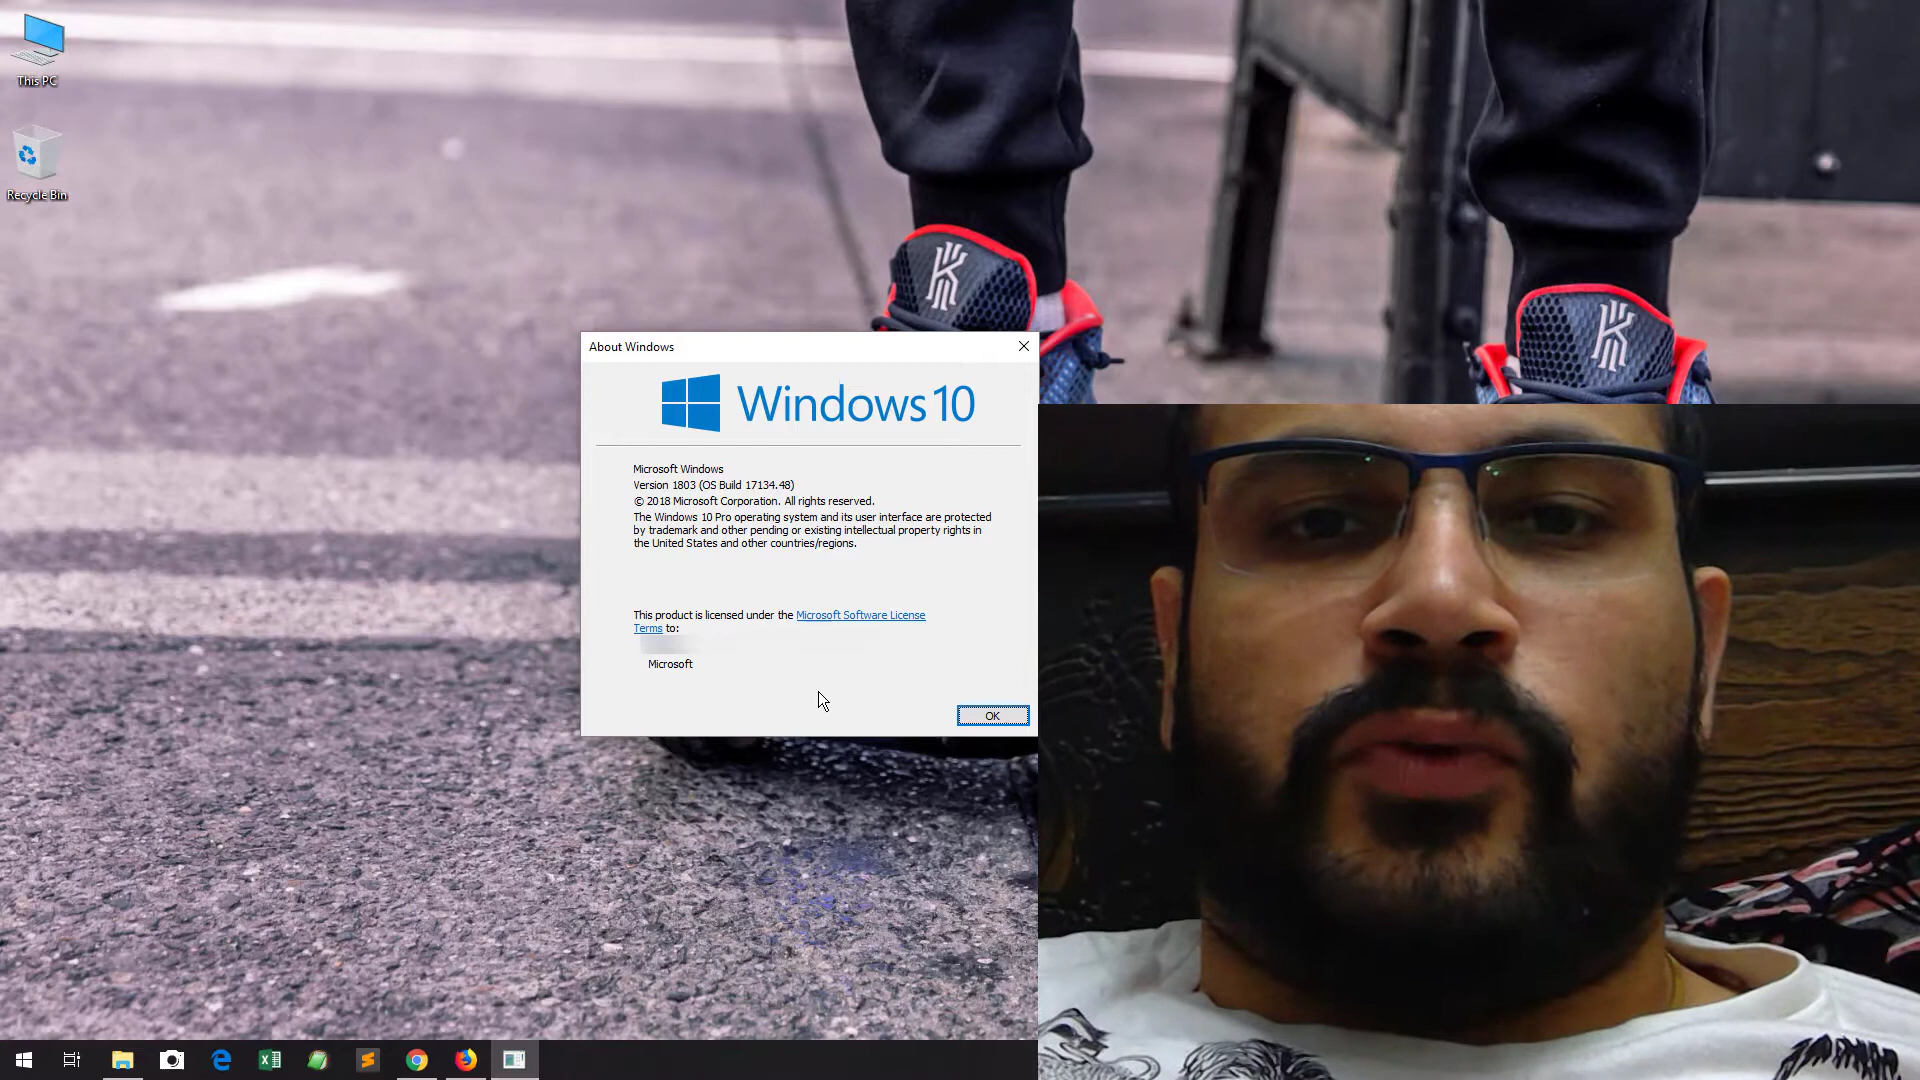 This PC
Recycle Bin
About Windows
Windows 10
Microsoft Windows
Version 1803 (OS Build 17134.48)
© 2018 Microsoft Corporation. All rights reserved.
The Windows 10 Pro operating system and its user interface are protected
by trademark and other pending or existing intellectual property rights in
the United States and other countries/regions.
This product is licensed under the Microsoft Software License
Terms to:
Microsoft
OK